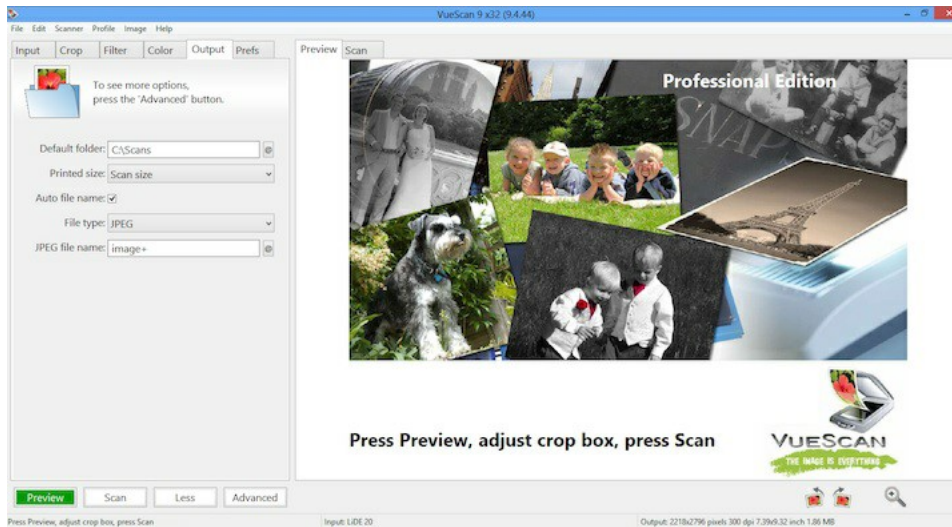 VueScan 9 x32 (9.4.44)
File Edit Scanner Profile Image Help
Input Crop Filter Color Output Prefs
Preview Scan
To see more options,
press the 'Advanced' button.
Default folder: C:\Scans
Printed size: Scan size
Auto file name:
File type: JPEG
JPEG file name: image+
Professional Edition
SNAP
Press Preview, adjust crop box, press Scan
VUESCAN
THE IMAGE IS EVERYTHING
Preview Scan Less Advanced
Press Preview, adjust crop box, press Scan
Input: LiDE 20
Output: 2218x2796 pixels 300 dpi 7.39x9.32 inch 1.86 MB